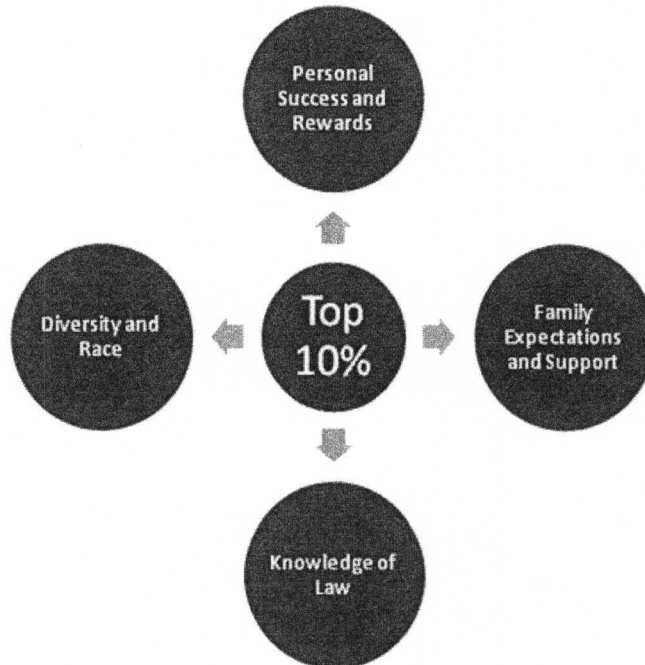 Personal
Success and
Rewards
Diversity and
Race
Top
10%
Family
Expectations
and Support
Knowledge of
Law